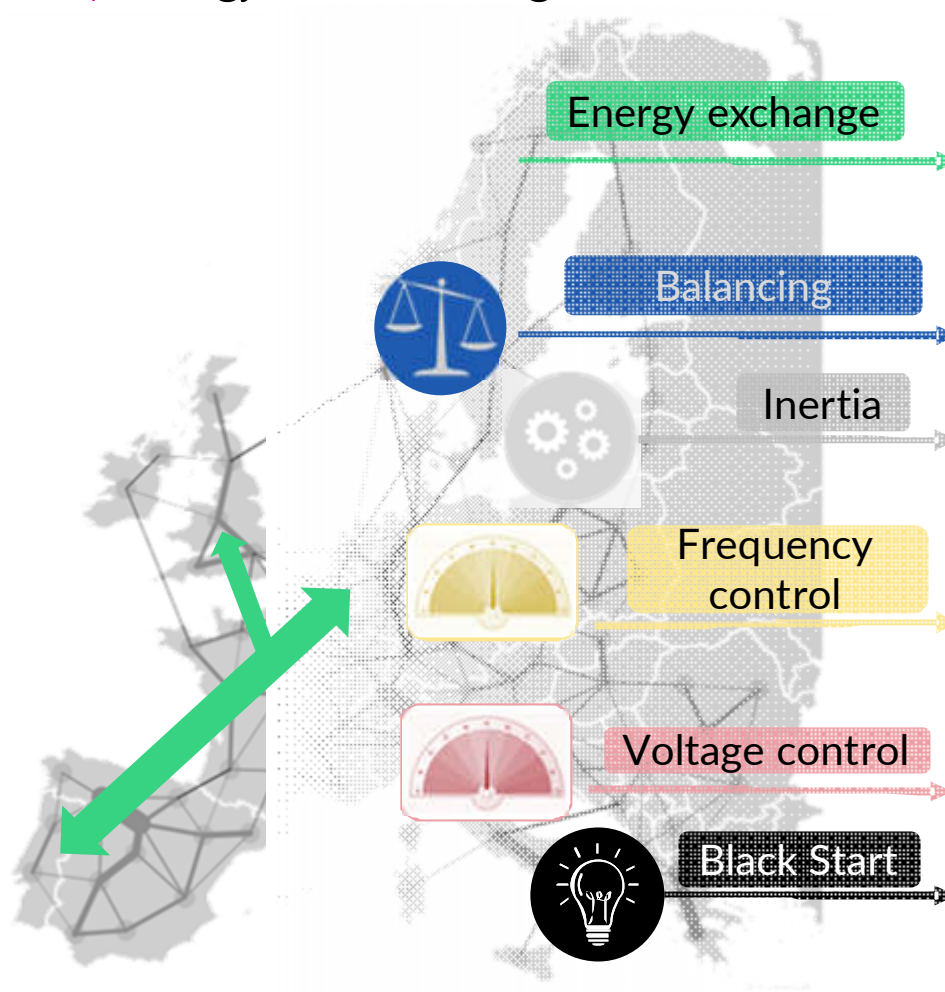 Energy exchange
Balancing
Inertia
Frequency
control
Voltage control
Black Start